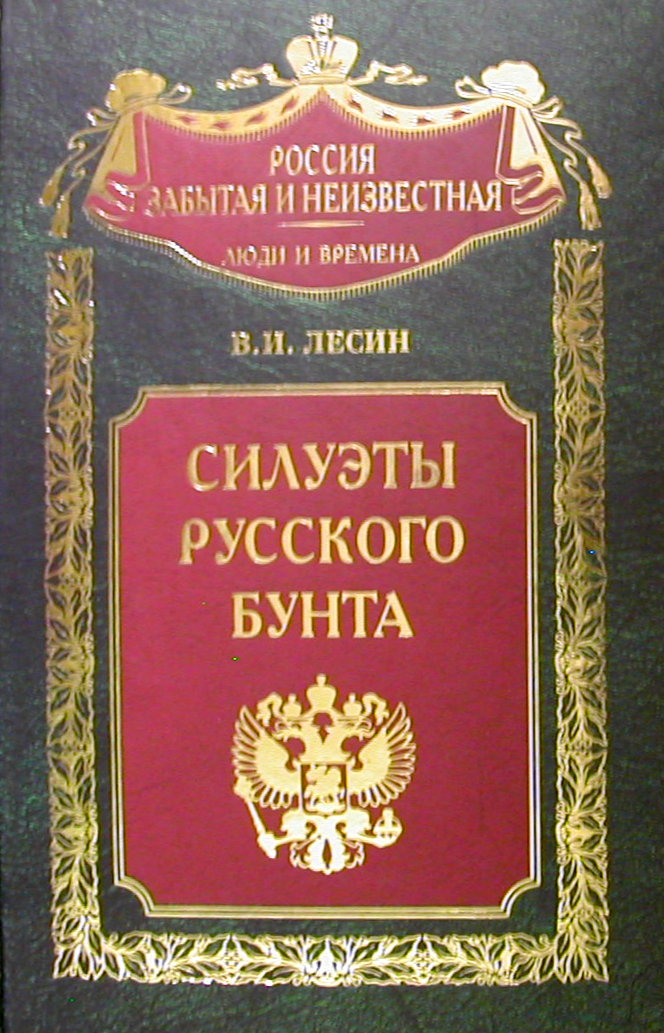 РОССИЯ
ЗАБЫТАЯ И НЕИЗВЕСТНАЯ
ЛЮДИ И ВРЕМЕНА
В.И. ЛЕСИН
СИЛУЭТЫ
РУССКОГО
БУНТА